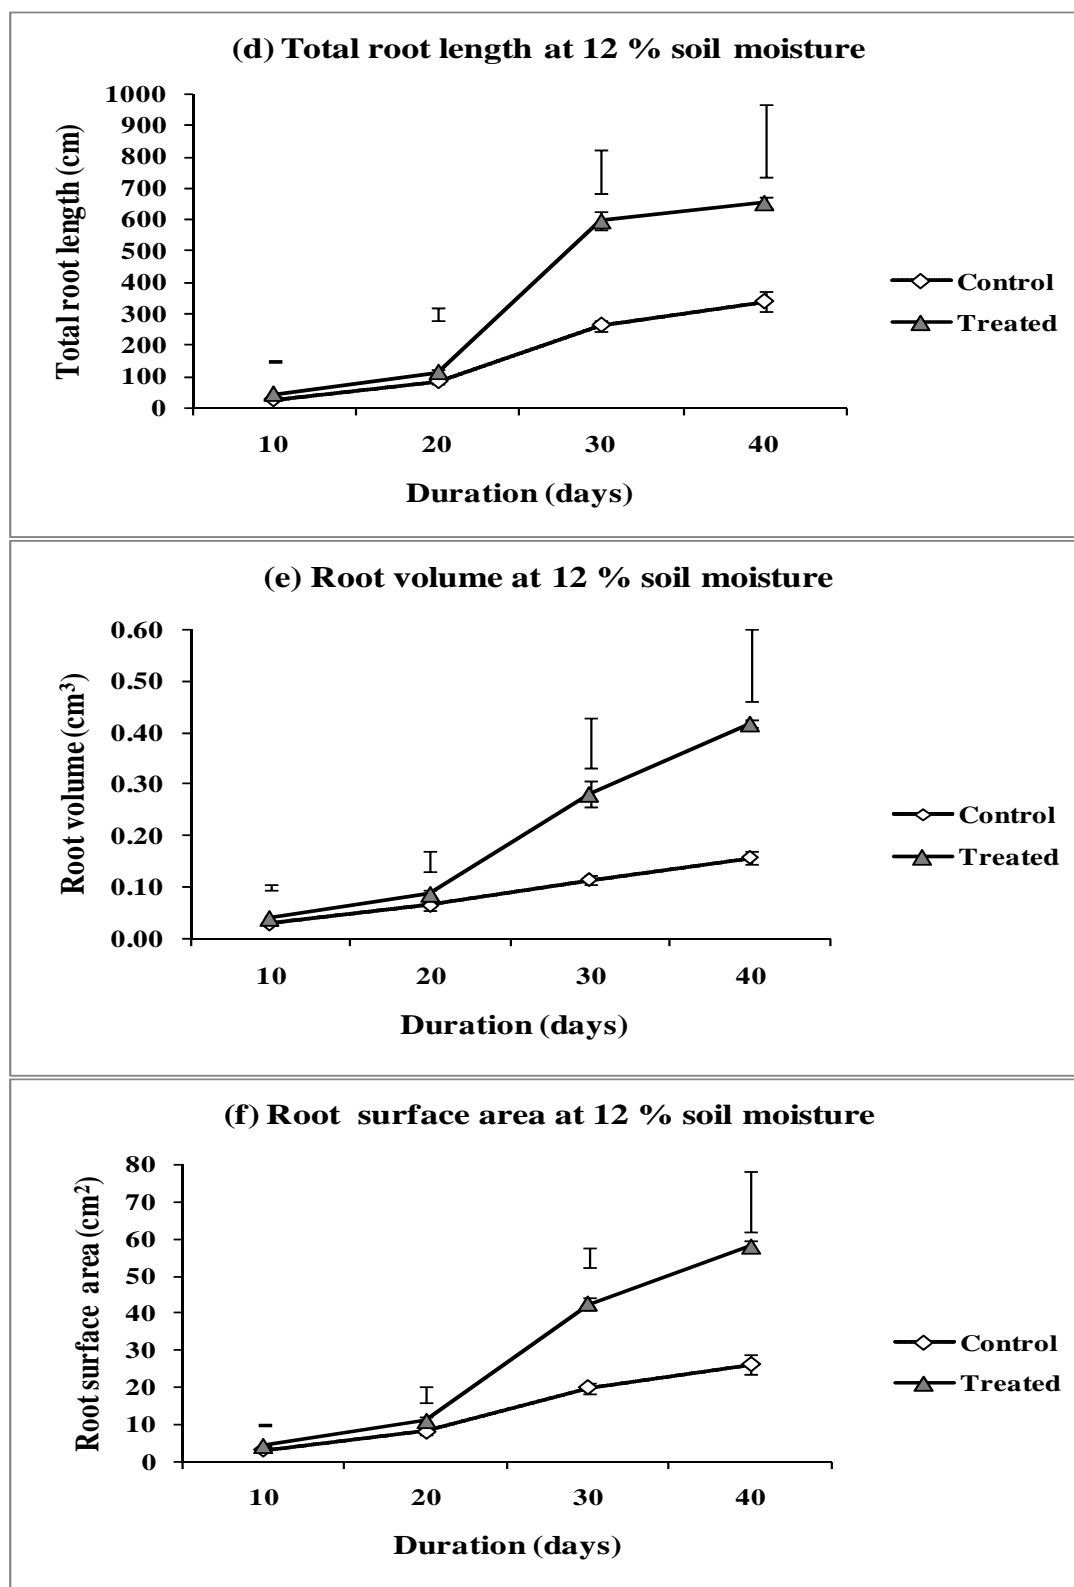 (d) Total root length at 12 % soil moisture
Total root length (cm)
1000
900
800
700
600
500
400
300
200
100
0
10 20 30 40
Duration (days)
Control
Treated
(e) Root volume at 12 % soil moisture
Root volume (cm³)
0.60
0.50
0.40
0.30
0.20
0.10
0.00
10 20 30 40
Duration (days)
Control
Treated
(f) Root surface area at 12 % soil moisture
Root surface area (cm²)
80
70
60
50
40
30
20
10
0
10 20 30 40
Duration (days)
Control
Treated